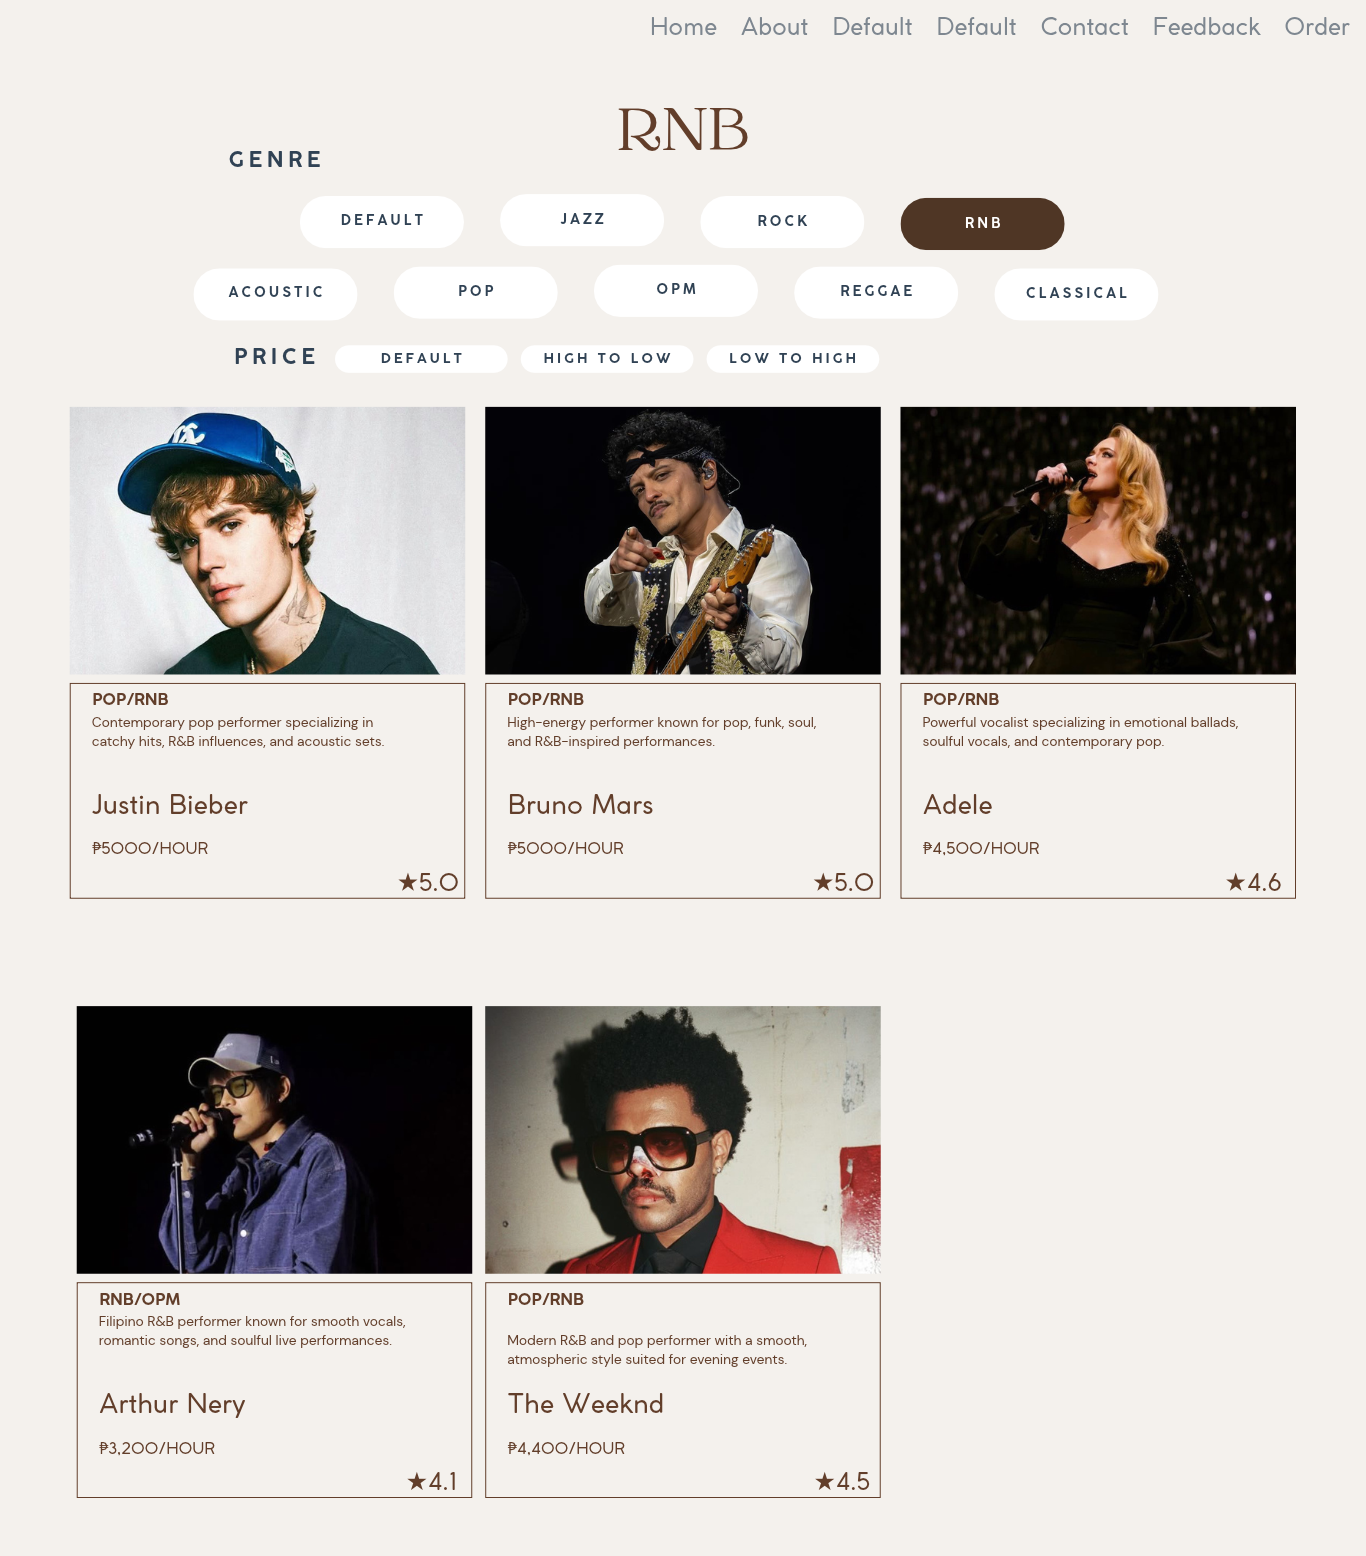 Home About Default Default Contact Feedback Order
RNB
GENRE
DEFAULT JAZZ ROCK RNB
ACOUSTIC POP OPM REGGAE CLASSICAL
PRICE DEFAULT HIGH TO LOW LOW TO HIGH
POP/RNB
Contemporary pop performer specializing in
catchy hits, R&B influences, and acoustic sets.
Justin Bieber
₱5000/HOUR
★5.0
POP/RNB
High-energy performer known for pop, funk, soul,
and R&B-inspired performances.
Bruno Mars
₱5000/HOUR
★5.0
POP/RNB
Powerful vocalist specializing in emotional ballads,
soulful vocals, and contemporary pop.
Adele
₱4,500/HOUR
★4.6
RNB/OPM
Filipino R&B performer known for smooth vocals,
romantic songs, and soulful live performances.
Arthur Nery
₱3,200/HOUR
★4.1
POP/RNB
Modern R&B and pop performer with a smooth,
atmospheric style suited for evening events.
The Weeknd
₱4,400/HOUR
★4.5